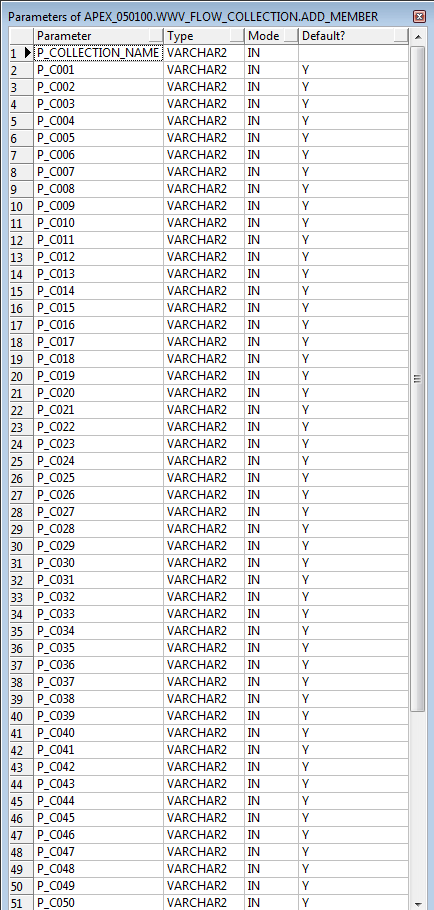 Parameters of APEX_050100.WWV_FLOW_COLLECTION.ADD_MEMBER
Parameter Type Mode Default?
1 P_COLLECTION_NAME VARCHAR2 IN
2 P_C001 VARCHAR2 IN Y
3 P_C002 VARCHAR2 IN Y
4 P_C003 VARCHAR2 IN Y
5 P_C004 VARCHAR2 IN Y
6 P_C005 VARCHAR2 IN Y
7 P_C006 VARCHAR2 IN Y
8 P_C007 VARCHAR2 IN Y
9 P_C008 VARCHAR2 IN Y
10 P_C009 VARCHAR2 IN Y
11 P_C010 VARCHAR2 IN Y
12 P_C011 VARCHAR2 IN Y
13 P_C012 VARCHAR2 IN Y
14 P_C013 VARCHAR2 IN Y
15 P_C014 VARCHAR2 IN Y
16 P_C015 VARCHAR2 IN Y
17 P_C016 VARCHAR2 IN Y
18 P_C017 VARCHAR2 IN Y
19 P_C018 VARCHAR2 IN Y
20 P_C019 VARCHAR2 IN Y
21 P_C020 VARCHAR2 IN Y
22 P_C021 VARCHAR2 IN Y
23 P_C022 VARCHAR2 IN Y
24 P_C023 VARCHAR2 IN Y
25 P_C024 VARCHAR2 IN Y
26 P_C025 VARCHAR2 IN Y
27 P_C026 VARCHAR2 IN Y
28 P_C027 VARCHAR2 IN Y
29 P_C028 VARCHAR2 IN Y
30 P_C029 VARCHAR2 IN Y
31 P_C030 VARCHAR2 IN Y
32 P_C031 VARCHAR2 IN Y
33 P_C032 VARCHAR2 IN Y
34 P_C033 VARCHAR2 IN Y
35 P_C034 VARCHAR2 IN Y
36 P_C035 VARCHAR2 IN Y
37 P_C036 VARCHAR2 IN Y
38 P_C037 VARCHAR2 IN Y
39 P_C038 VARCHAR2 IN Y
40 P_C039 VARCHAR2 IN Y
41 P_C040 VARCHAR2 IN Y
42 P_C041 VARCHAR2 IN Y
43 P_C042 VARCHAR2 IN Y
44 P_C043 VARCHAR2 IN Y
45 P_C044 VARCHAR2 IN Y
46 P_C045 VARCHAR2 IN Y
47 P_C046 VARCHAR2 IN Y
48 P_C047 VARCHAR2 IN Y
49 P_C048 VARCHAR2 IN Y
50 P_C049 VARCHAR2 IN Y
51 P_C050 VARCHAR2 IN Y